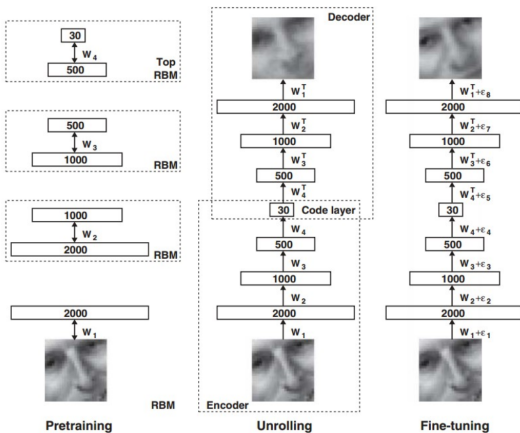 30
W4
500
Top
RBM
500
W3
1000
RBM
1000
W2
2000
RBM
2000
W1
RBM
Pretraining
Decoder
W1T
2000
W2T
1000
W3T
500
W4T
30 Code layer
W4
500
W3
1000
W2
2000
W1
Encoder
Unrolling
W1T+ε8
2000
W2T+ε7
1000
W3T+ε6
500
W4T+ε5
30
W4+ε4
500
W3+ε3
1000
W2+ε2
2000
W1+ε1
Fine-tuning